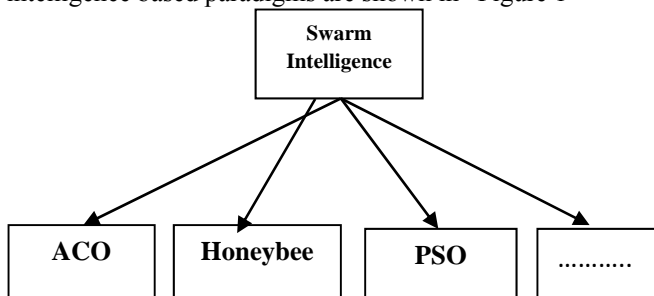 intelligence based paradigms are shown in "Figure 1"
Swarm
Intelligence
ACO
Honeybee
PSO
………..